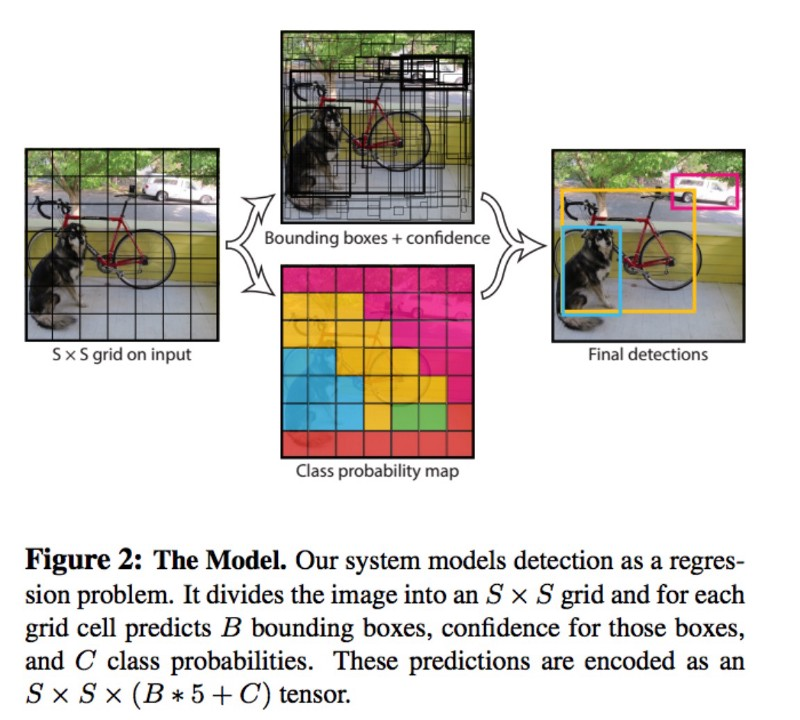 Bounding boxes + confidence
S × S grid on input
Final detections
Class probability map
Figure 2: The Model. Our system models detection as a regres-
sion problem. It divides the image into an S × S grid and for each
grid cell predicts B bounding boxes, confidence for those boxes,
and C class probabilities. These predictions are encoded as an
S × S × (B ∗ 5 + C) tensor.